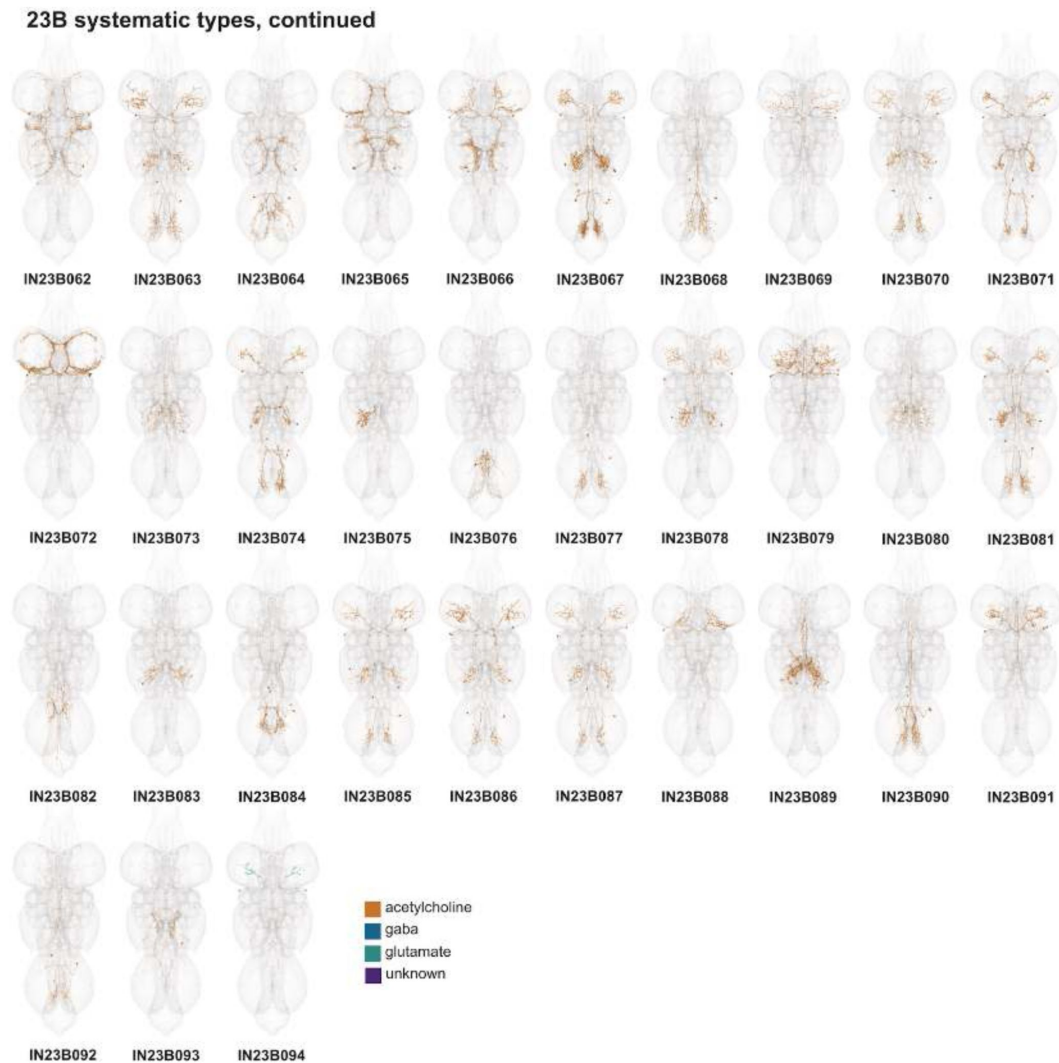 23B systematic types, continued
IN23B062 IN23B063 IN23B064 IN23B065 IN23B066 IN23B067 IN23B068 IN23B069 IN23B070 IN23B071
IN23B072 IN23B073 IN23B074 IN23B075 IN23B076 IN23B077 IN23B078 IN23B079 IN23B080 IN23B081
IN23B082 IN23B083 IN23B084 IN23B085 IN23B086 IN23B087 IN23B088 IN23B089 IN23B090 IN23B091
IN23B092 IN23B093 IN23B094
acetylcholine
gaba
glutamate
unknown